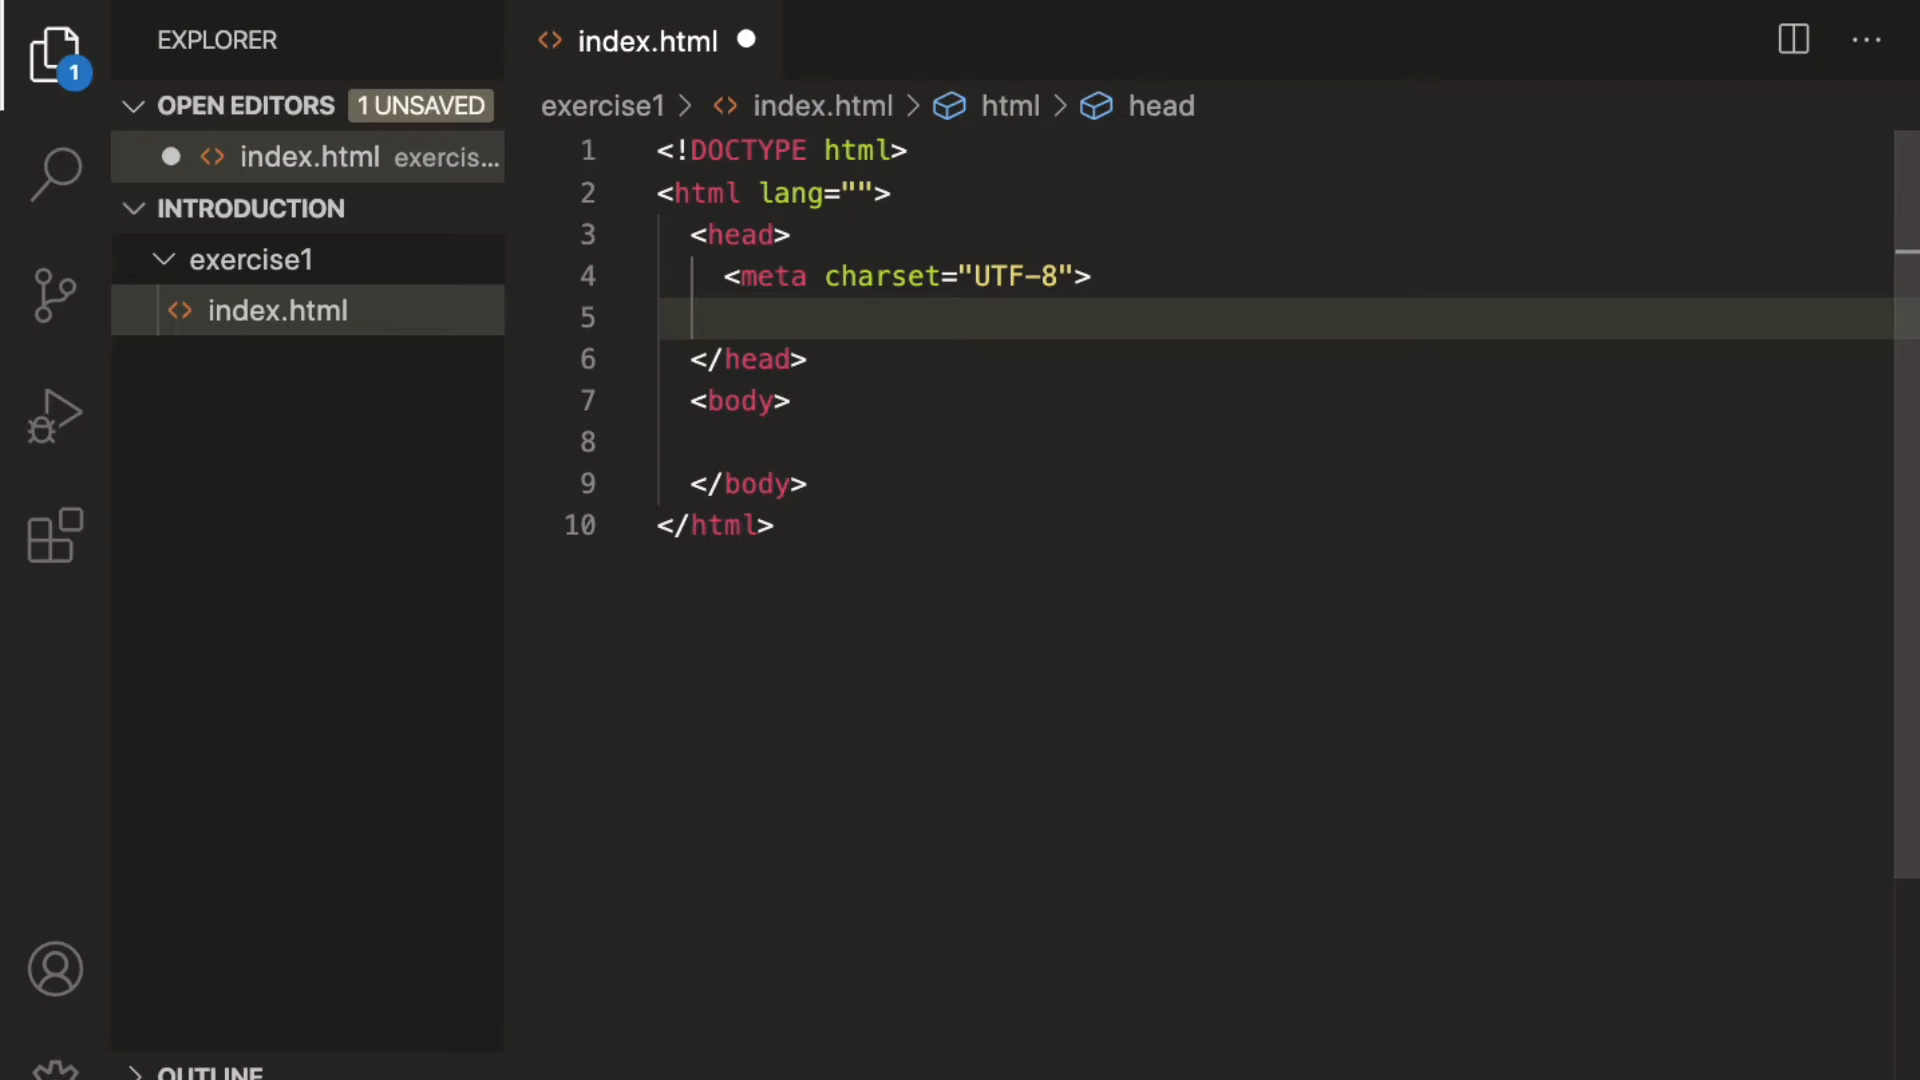 EXPLORER
1
OPEN EDITORS 1 UNSAVED
index.html exercis...
INTRODUCTION
exercise1
index.html
OUTLINE
index.html
exercise1 > index.html > html > head
1 <!DOCTYPE html>
2 <html lang="">
3 <head>
4 <meta charset="UTF-8">
5
6 </head>
7 <body>
8
9 </body>
10 </html>